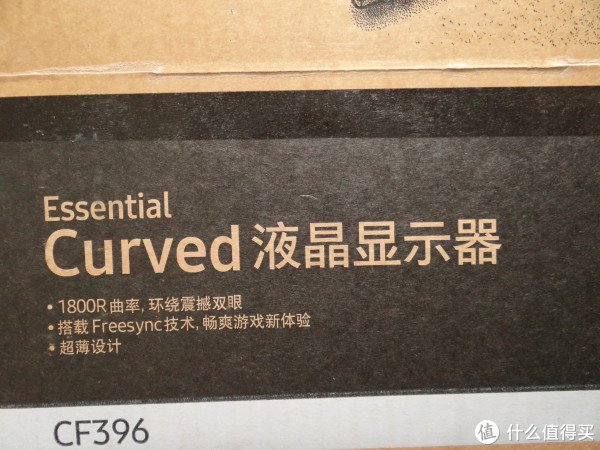 Essential
Curved 液晶显示器
• 1800R 曲率, 环绕震撼双眼
• 搭载 Freesync 技术, 畅爽游戏新体验
• 超薄设计
CF396
值 什么值得买